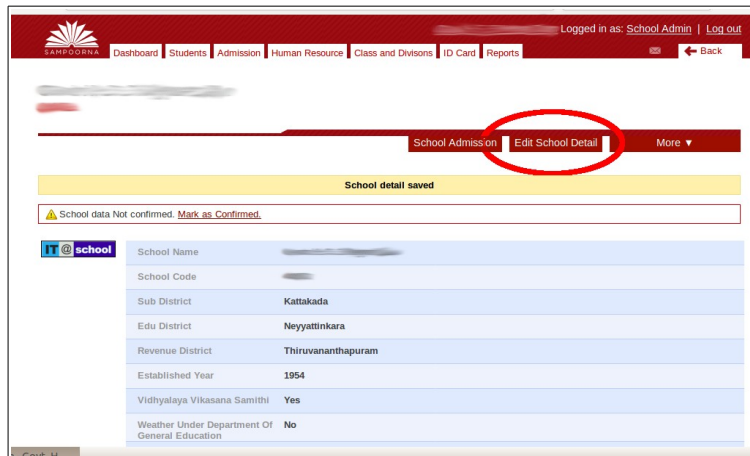 Logged in as: School Admin | Log out
SAMPOORNA
Dashboard Students Admission Human Resource Class and Divisons ID Card Reports
Back
School Admission Edit School Detail More ▼
School detail saved
School data Not confirmed. Mark as Confirmed.
IT@school
School Name
School Code
Sub District Kattakada
Edu District Neyyattinkara
Revenue District Thiruvananthapuram
Established Year 1954
Vidhyalaya Vikasana Samithi Yes
Weather Under Department Of No
General Education